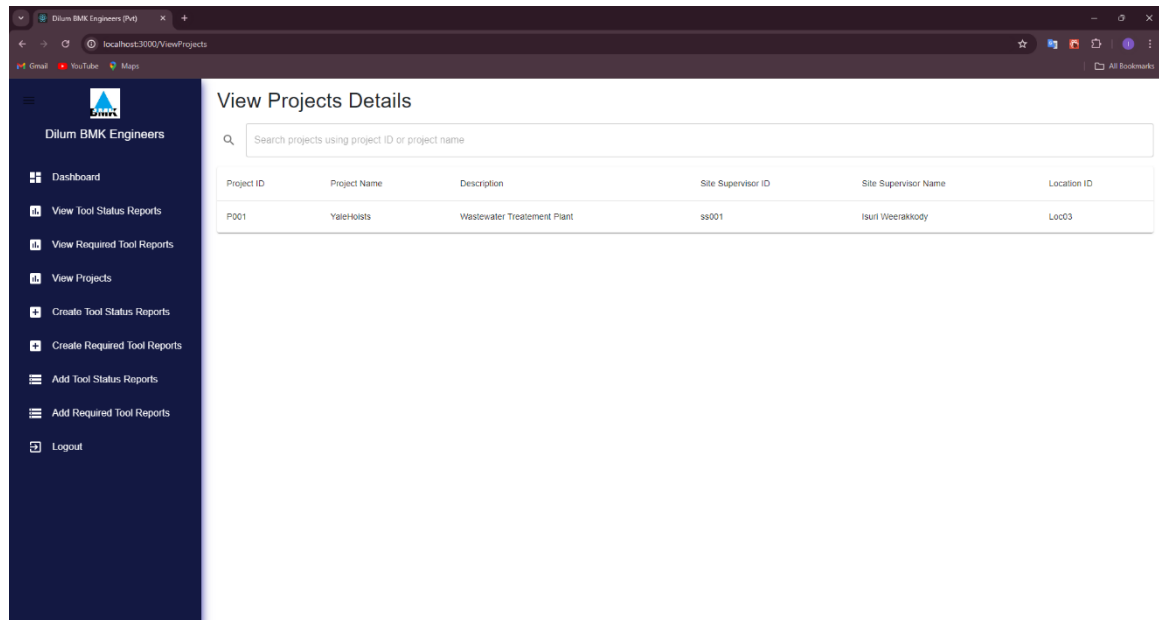 Dilum BMK Engineers (Pvt)
localhost:3000/ViewProjects
Gmail YouTube Maps All Bookmarks
BMK
Dilum BMK Engineers
Dashboard
View Tool Status Reports
View Required Tool Reports
View Projects
Create Tool Status Reports
Create Required Tool Reports
Add Tool Status Reports
Add Required Tool Reports
Logout
View Projects Details
Search projects using project ID or project name
Project ID Project Name Description Site Supervisor ID Site Supervisor Name Location ID
P001 YaleHoists Wastewater Treatement Plant ss001 Isuri Weerakkody Loc03